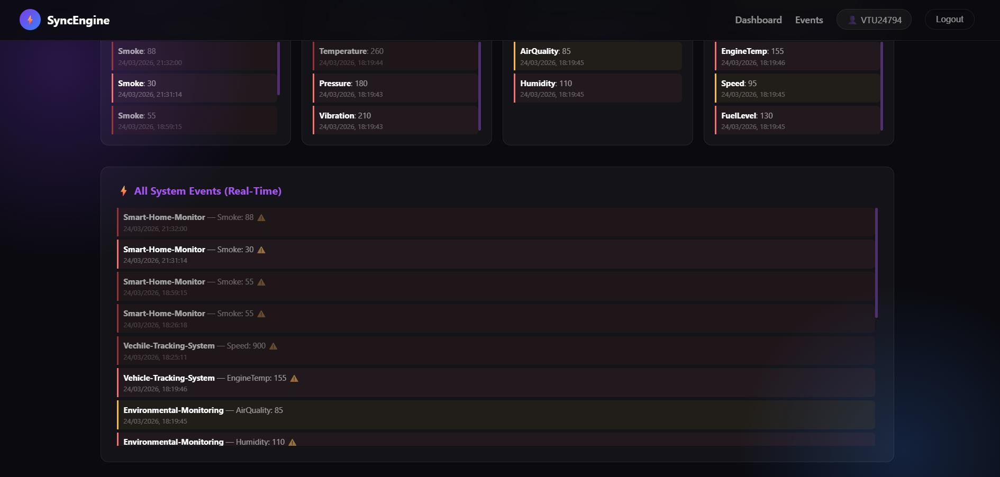 SyncEngine
Dashboard Events VTU24794 Logout
Smoke: 88
24/03/2026, 21:32:00
Smoke: 30
24/03/2026, 21:31:14
Smoke: 55
24/03/2026, 18:59:15
Temperature: 260
24/03/2026, 18:19:44
Pressure: 180
24/03/2026, 18:19:43
Vibration: 210
24/03/2026, 18:19:43
AirQuality: 85
24/03/2026, 18:19:45
Humidity: 110
24/03/2026, 18:19:45
EngineTemp: 155
24/03/2026, 18:19:46
Speed: 95
24/03/2026, 18:19:45
FuelLevel: 130
24/03/2026, 18:19:45
All System Events (Real-Time)
Smart-Home-Monitor — Smoke: 88
24/03/2026, 21:32:00
Smart-Home-Monitor — Smoke: 30
24/03/2026, 21:31:14
Smart-Home-Monitor — Smoke: 55
24/03/2026, 18:59:15
Smart-Home-Monitor — Smoke: 55
24/03/2026, 18:26:18
Vechile-Tracking-System — Speed: 900
24/03/2026, 18:25:11
Vehicle-Tracking-System — EngineTemp: 155
24/03/2026, 18:19:46
Environmental-Monitoring — AirQuality: 85
24/03/2026, 18:19:45
Environmental-Monitoring — Humidity: 110